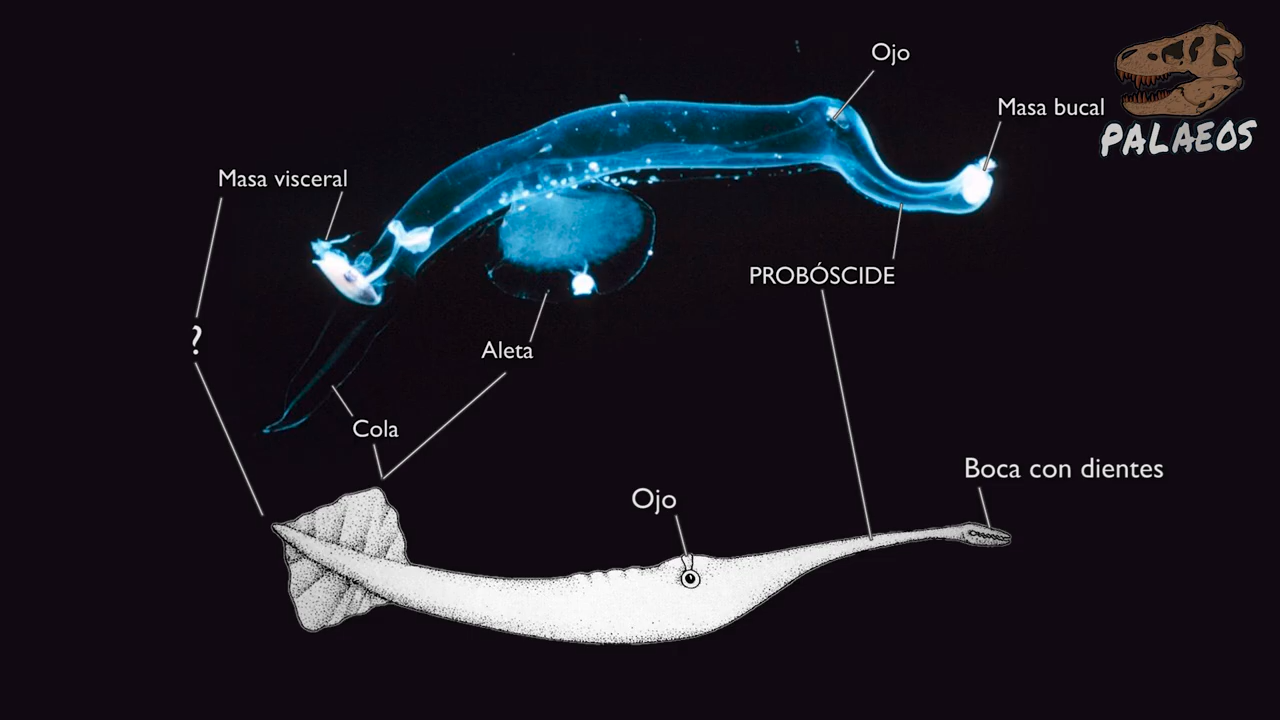 Ojo
Masa bucal
PALAEOS
Masa visceral
PROBÓSCIDE
?
Aleta
Cola
Boca con dientes
Ojo